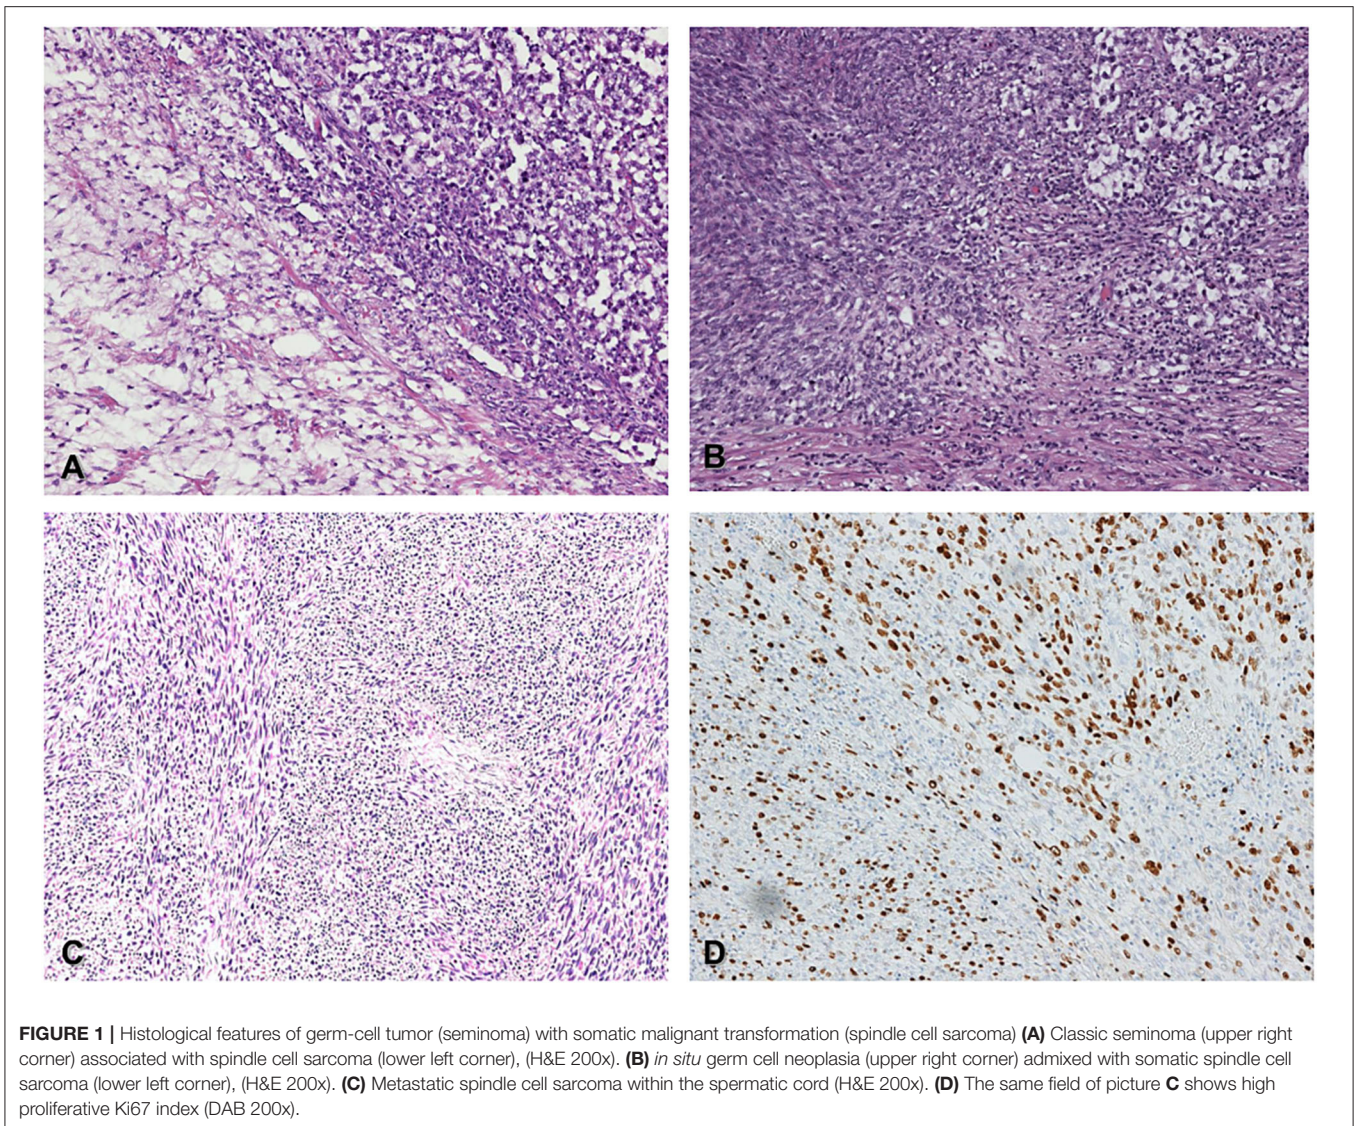 A
B
C
D
FIGURE 1 | Histological features of germ-cell tumor (seminoma) with somatic malignant transformation (spindle cell sarcoma) (A) Classic seminoma (upper right
corner) associated with spindle cell sarcoma (lower left corner), (H&E 200x). (B) in situ germ cell neoplasia (upper right corner) admixed with somatic spindle cell
sarcoma (lower left corner), (H&E 200x). (C) Metastatic spindle cell sarcoma within the spermatic cord (H&E 200x). (D) The same field of picture C shows high
proliferative Ki67 index (DAB 200x).